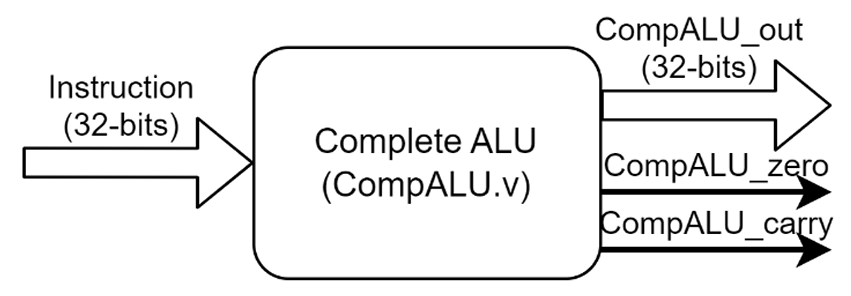 Instruction
(32-bits)
Complete ALU
(CompALU.v)
CompALU_out
(32-bits)
CompALU_zero
CompALU_carry